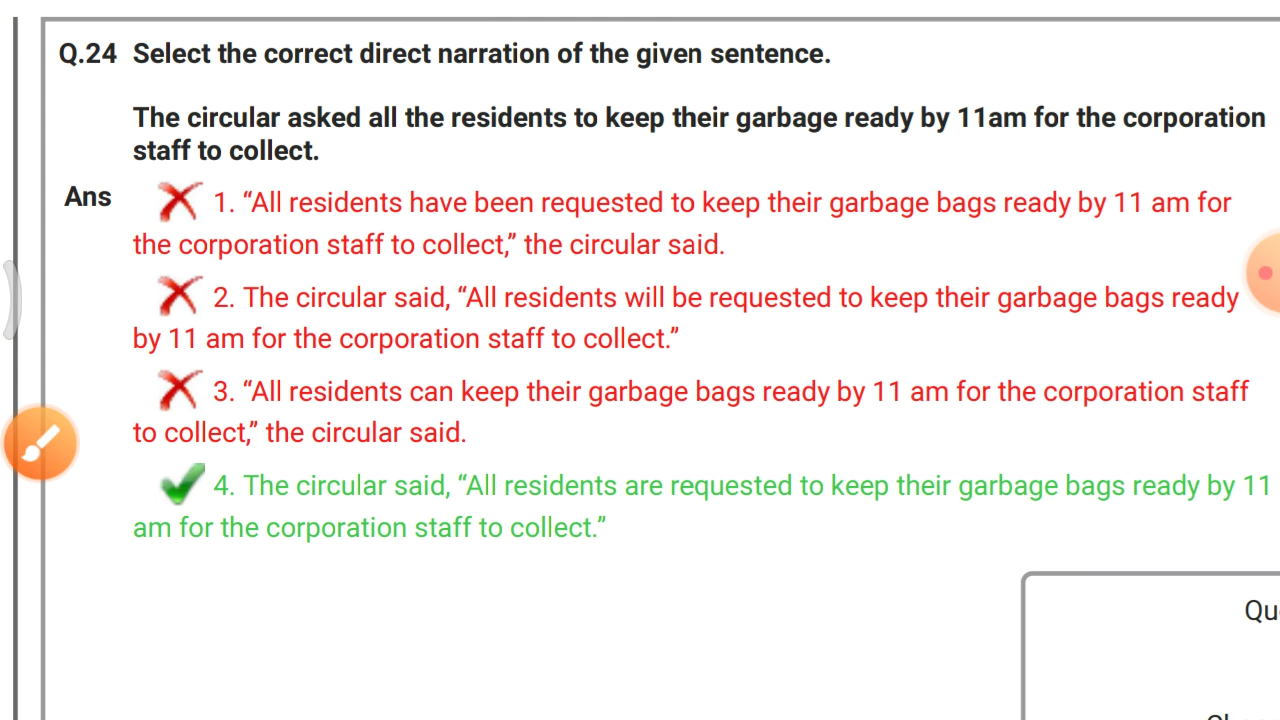 Q.24 Select the correct direct narration of the given sentence.
The circular asked all the residents to keep their garbage ready by 11am for the corporation
staff to collect.
Ans 1. “All residents have been requested to keep their garbage bags ready by 11 am for
the corporation staff to collect,” the circular said.
2. The circular said, “All residents will be requested to keep their garbage bags ready
by 11 am for the corporation staff to collect.”
3. “All residents can keep their garbage bags ready by 11 am for the corporation staff
to collect,” the circular said.
4. The circular said, “All residents are requested to keep their garbage bags ready by 11
am for the corporation staff to collect.”